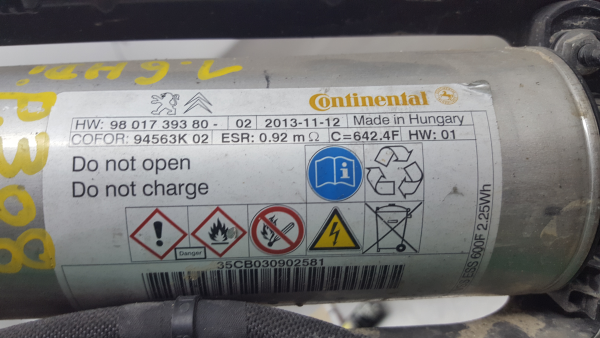 1.6HDi
P308
Continental
HW: 98 017 393 80 - 02 2013-11-12 Made in Hungary
COFOR: 94563K 02 ESR: 0.92 mΩ C=642.4F HW: 01
Do not open
Do not charge
Danger
35CB030902581
ESS 600F 2.25Wh